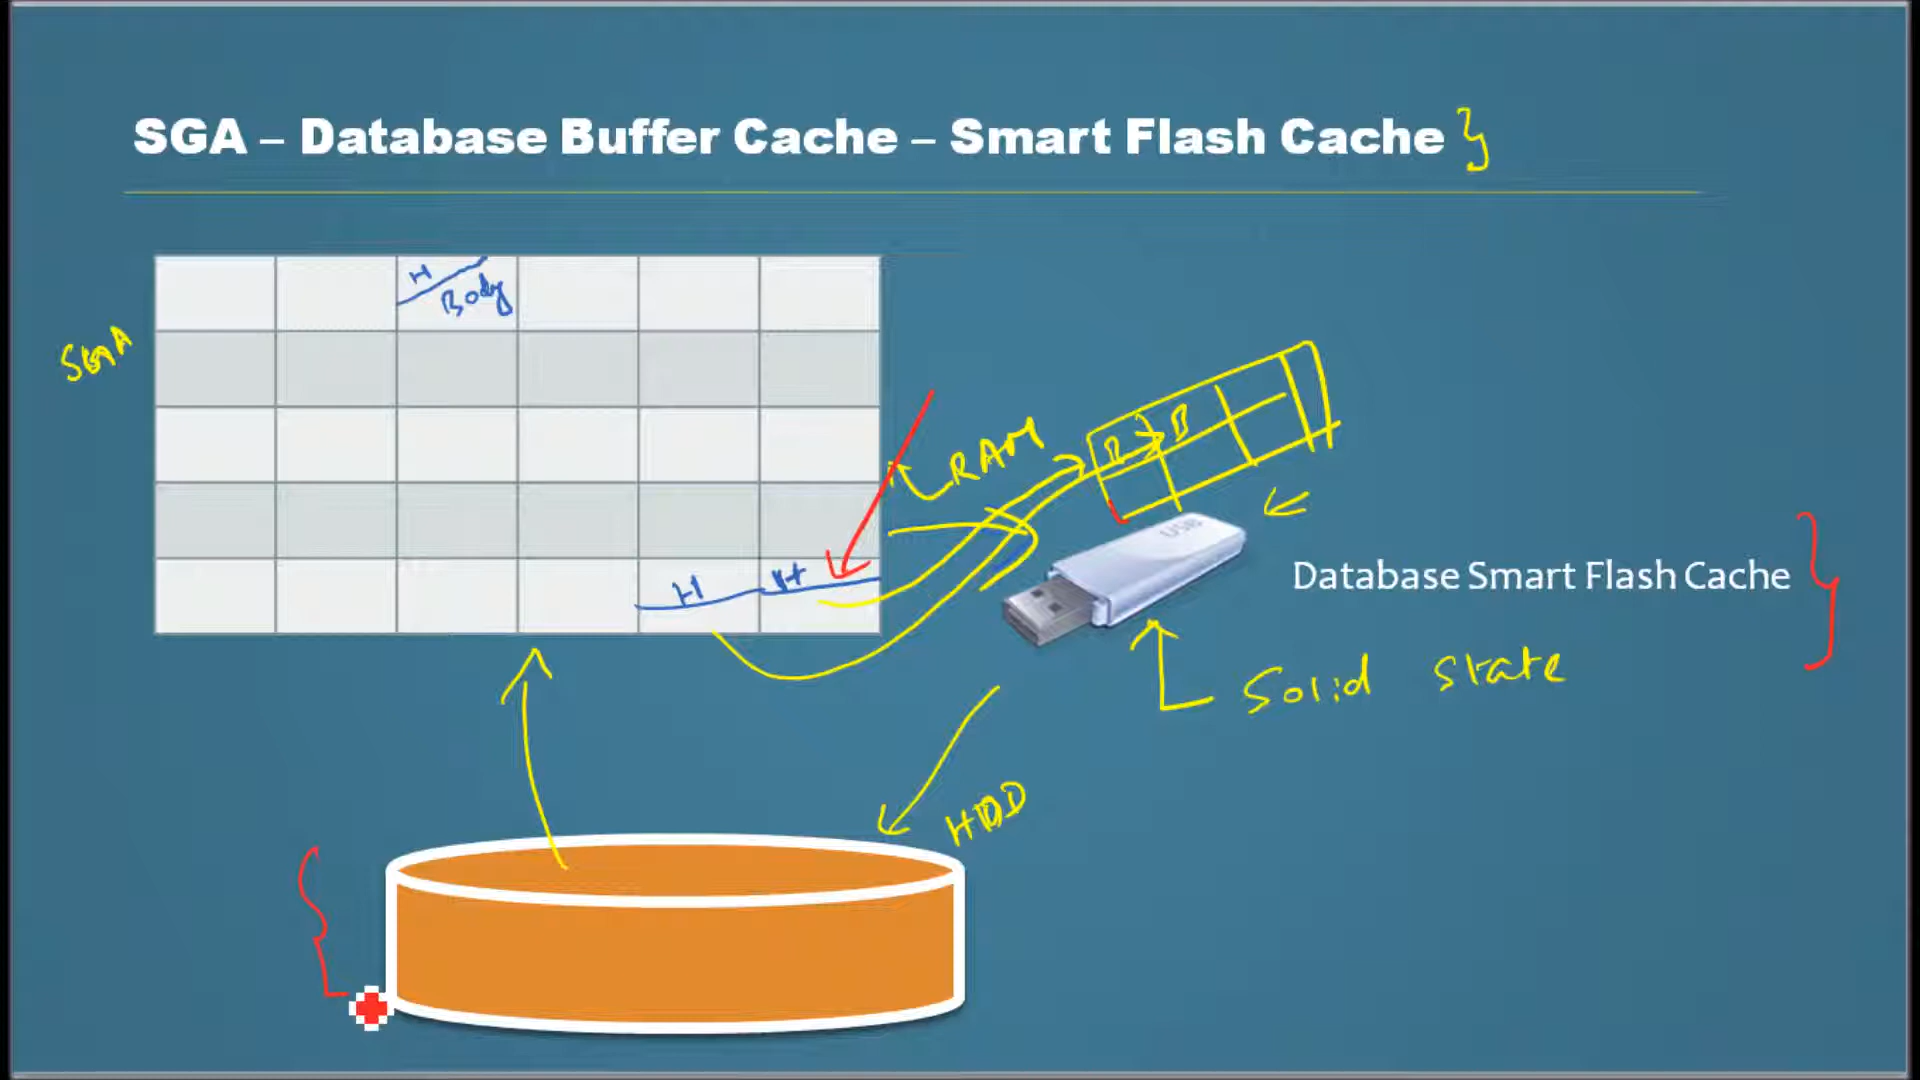 SGA – Database Buffer Cache – Smart Flash Cache }
H
Body
SGA
RAM
B B
USB
Database Smart Flash Cache }
H H
Solid state
HDD